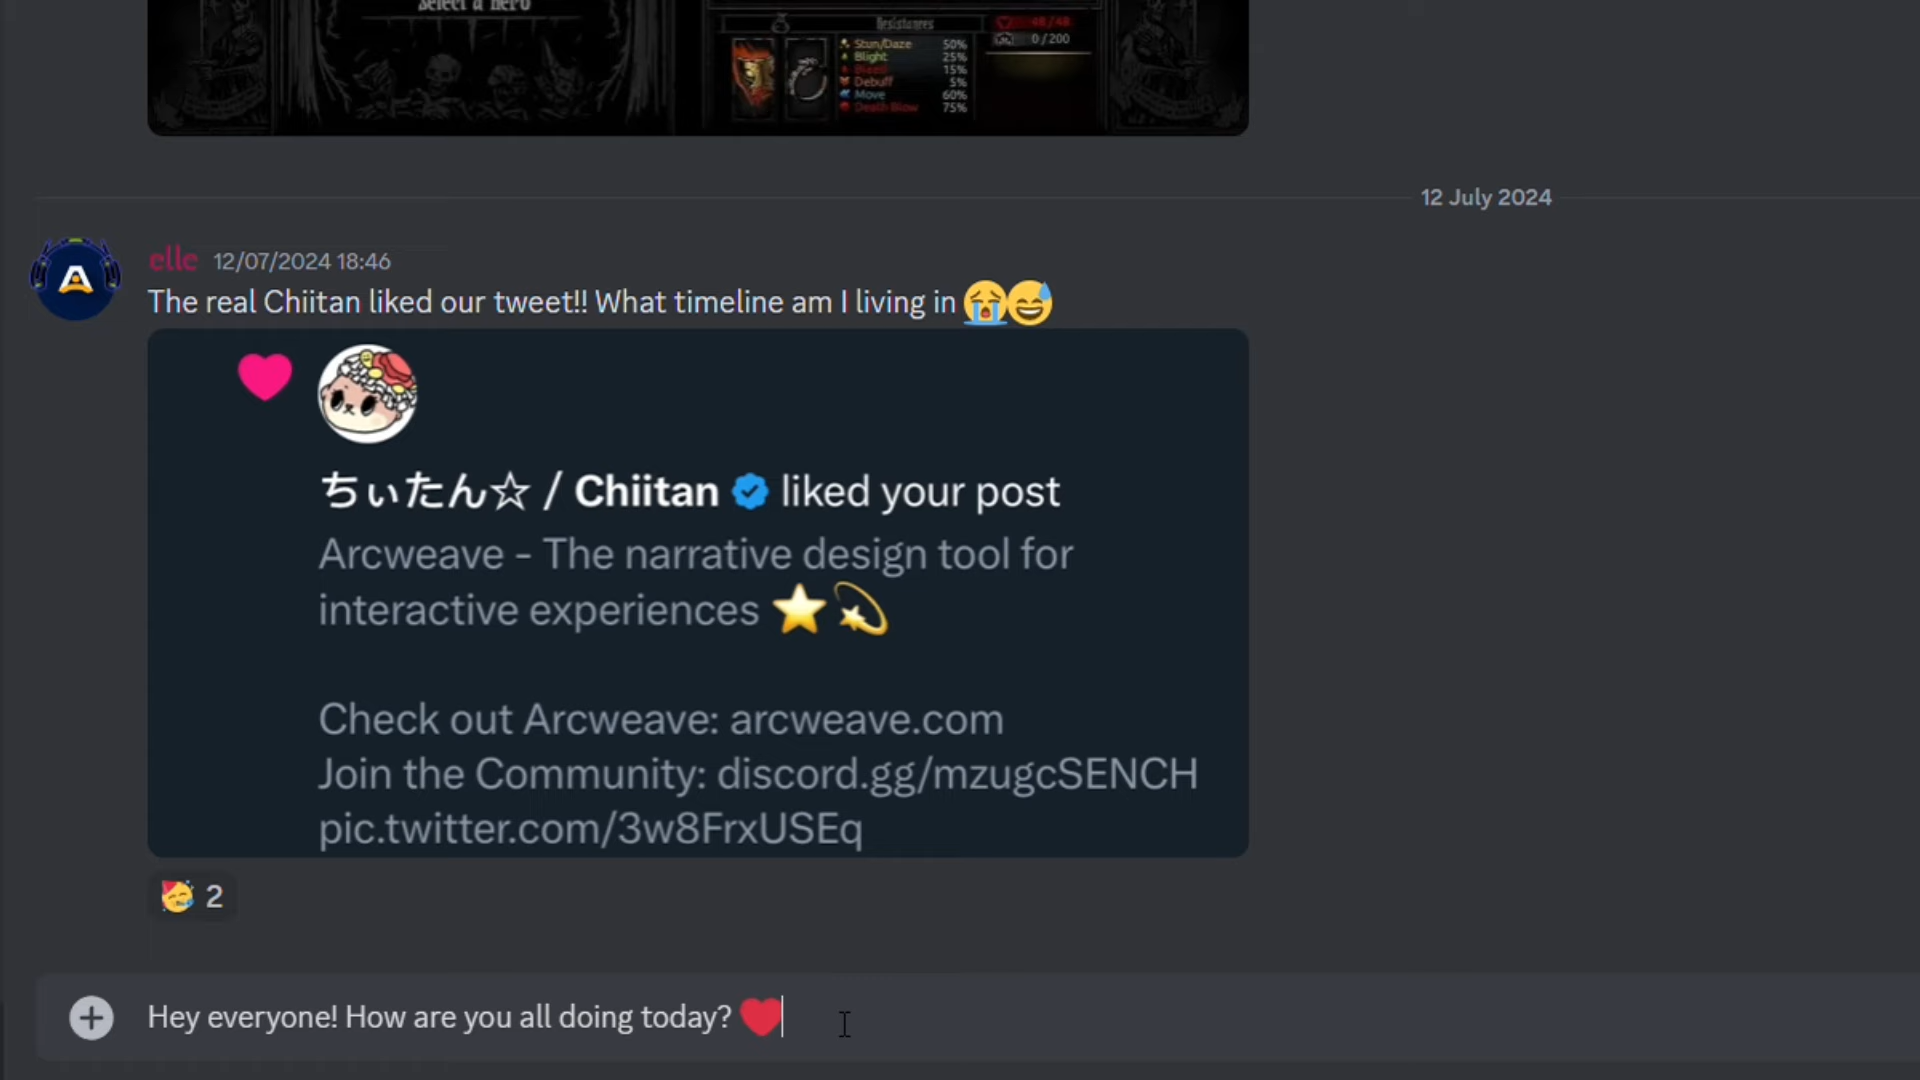 Select a hero
Resistances
48/48
0/200
Stun/Daze 50%
Blight 25%
Bleed 15%
Debuff 5%
Move 60%
Death Blow 75%
12 July 2024
elle 12/07/2024 18:46
The real Chiitan liked our tweet!! What timeline am I living in 😭😅
ちぃたん☆ / Chiitan liked your post
Arcweave - The narrative design tool for
interactive experiences ⭐💫
Check out Arcweave: arcweave.com
Join the Community: discord.gg/mzugcSENCH
pic.twitter.com/3w8FrxUSEq
🥳 2
Hey everyone! How are you all doing today? ❤️